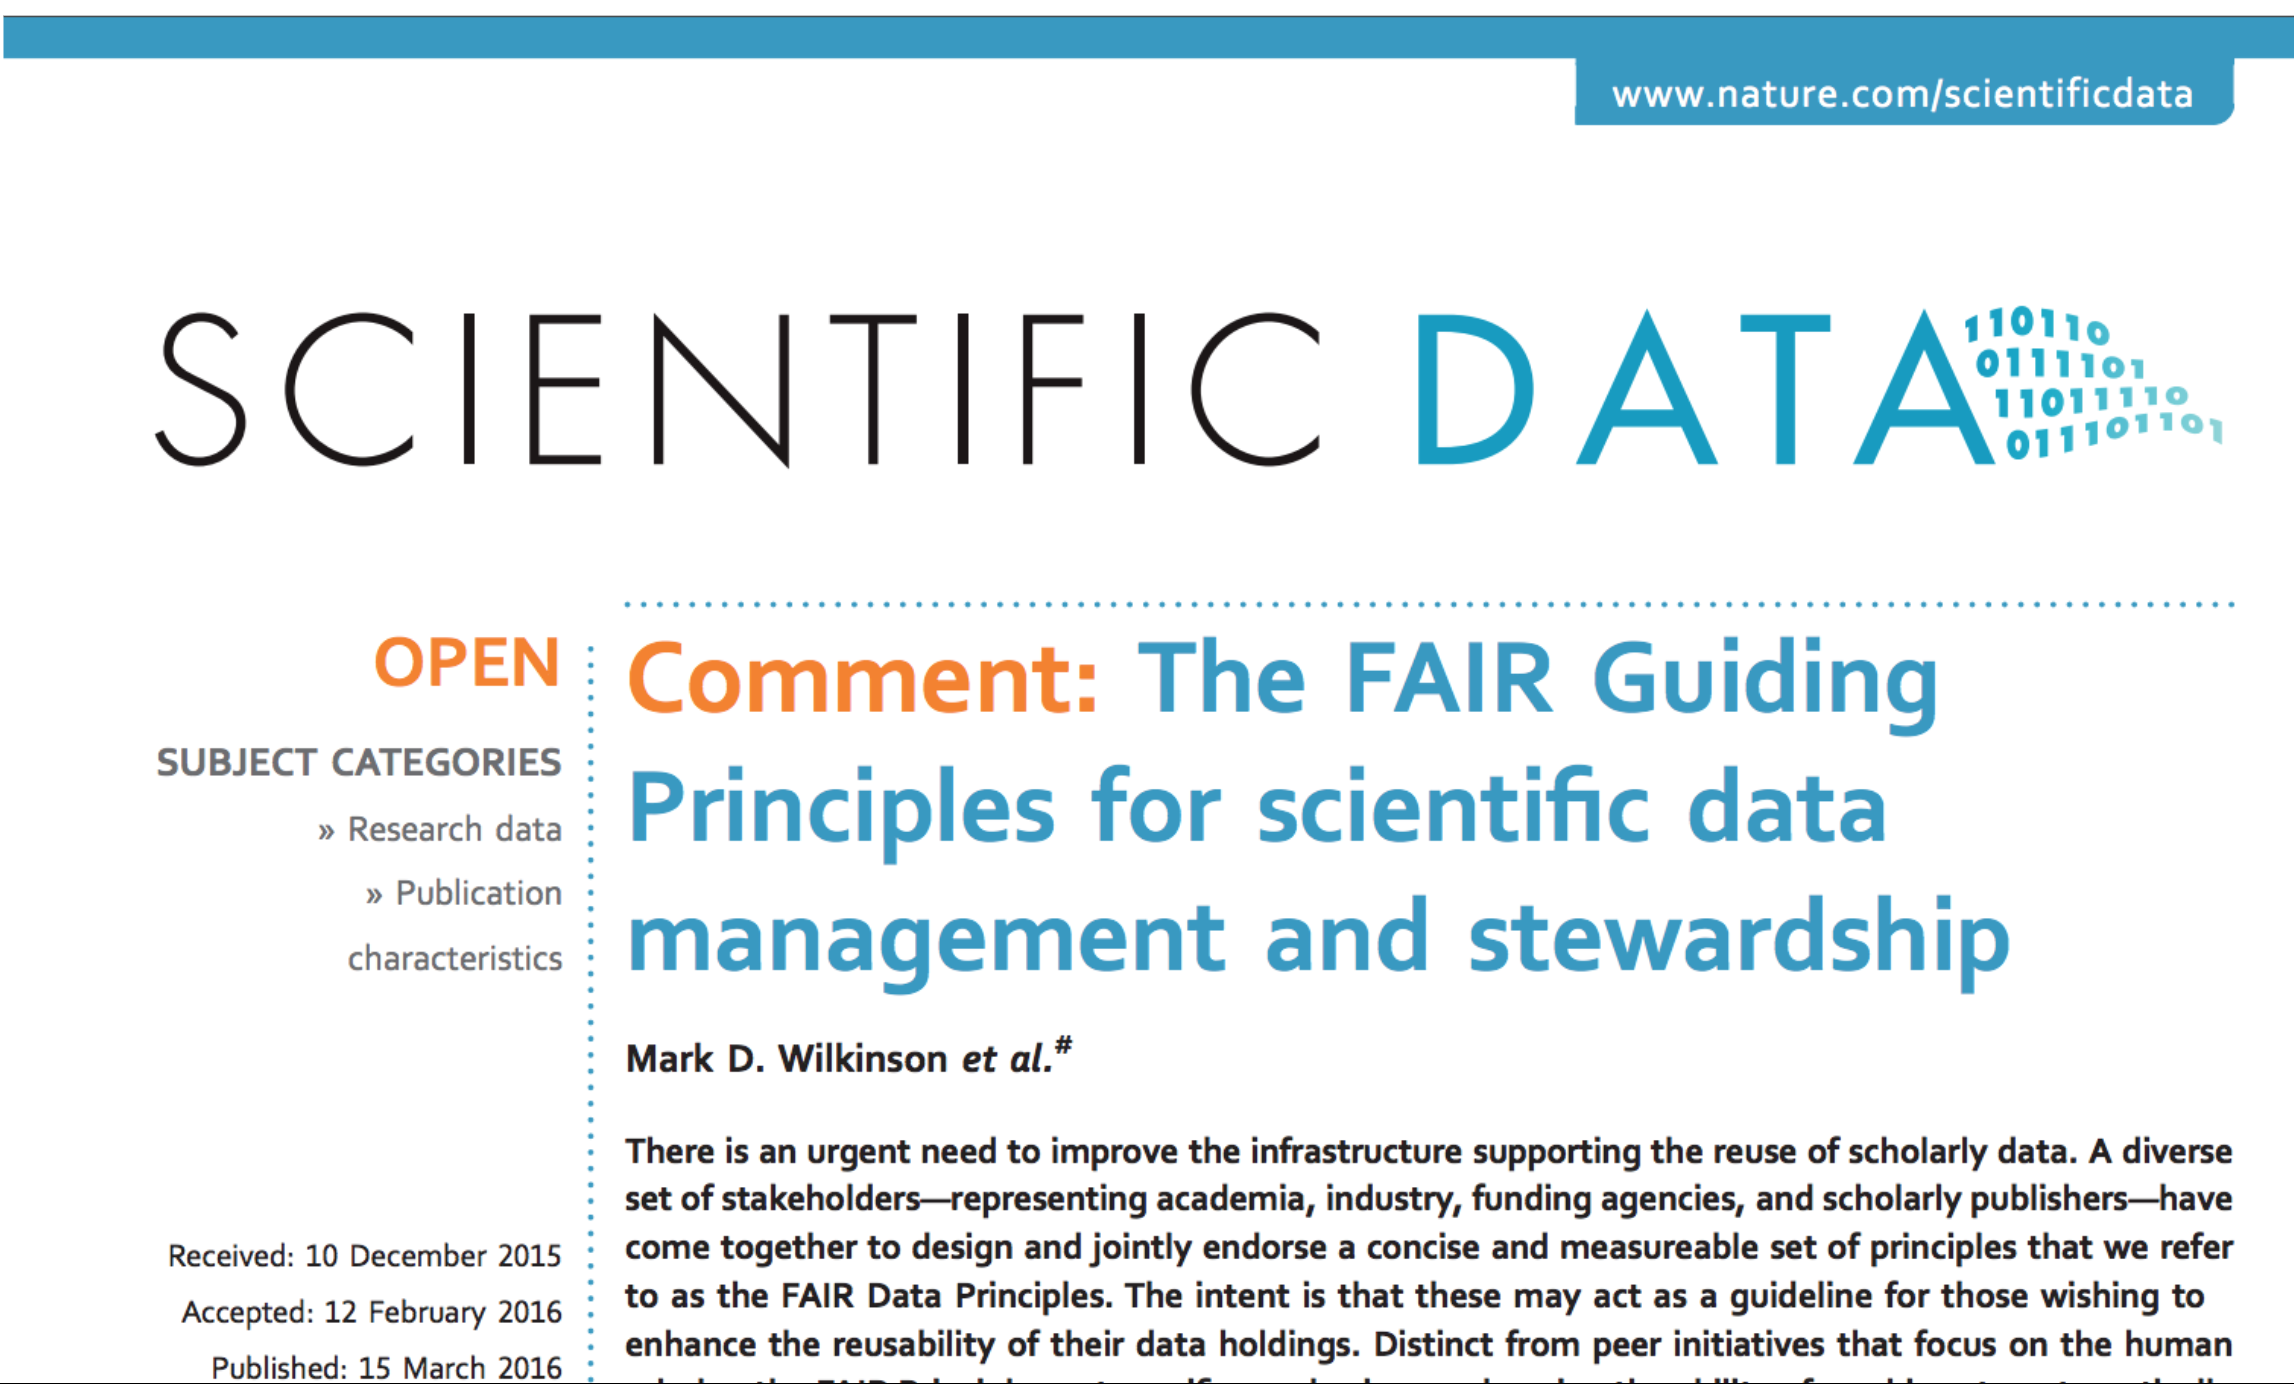 www.nature.com/scientificdata
SCIENTIFIC DATA
110110
0111101
11011110
011101101
OPEN
SUBJECT CATEGORIES
» Research data
» Publication
characteristics
Received: 10 December 2015
Accepted: 12 February 2016
Published: 15 March 2016
Comment: The FAIR Guiding
Principles for scientific data
management and stewardship
Mark D. Wilkinson et al.#
There is an urgent need to improve the infrastructure supporting the reuse of scholarly data. A diverse
set of stakeholders—representing academia, industry, funding agencies, and scholarly publishers—have
come together to design and jointly endorse a concise and measureable set of principles that we refer
to as the FAIR Data Principles. The intent is that these may act as a guideline for those wishing to
enhance the reusability of their data holdings. Distinct from peer initiatives that focus on the human